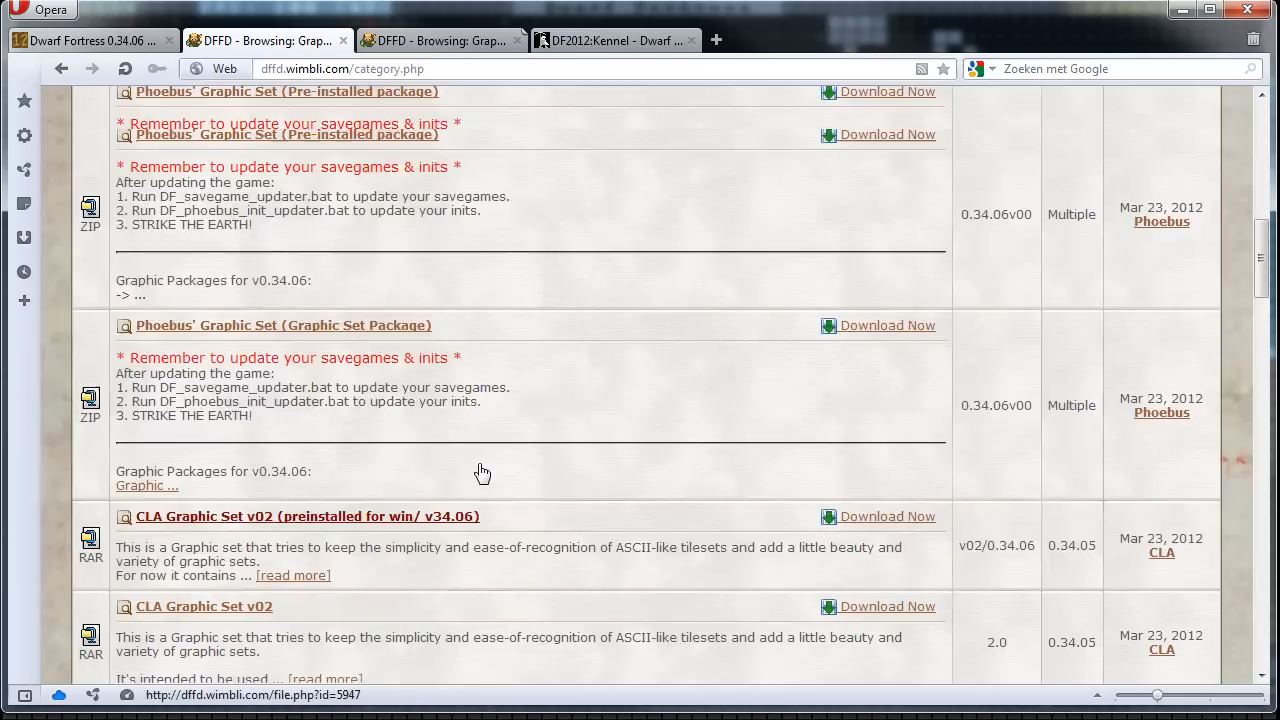 Opera
Dwarf Fortress 0.34.06 ...
DFFD - Browsing: Grap...
DFFD - Browsing: Grap...
DF2012:Kennel - Dwarf ...
Web
dffd.wimbli.com/category.php
Zoeken met Google
Phoebus' Graphic Set (Pre-installed package)
Download Now
* Remember to update your savegames & inits *
Phoebus' Graphic Set (Pre-installed package)
Download Now
* Remember to update your savegames & inits *
After updating the game:
1. Run DF_savegame_updater.bat to update your savegames.
2. Run DF_phoebus_init_updater.bat to update your inits.
3. STRIKE THE EARTH!
Graphic Packages for v0.34.06:
-> ...
ZIP
0.34.06v00
Multiple
Mar 23, 2012
Phoebus
Phoebus' Graphic Set (Graphic Set Package)
Download Now
* Remember to update your savegames & inits *
After updating the game:
1. Run DF_savegame_updater.bat to update your savegames.
2. Run DF_phoebus_init_updater.bat to update your inits.
3. STRIKE THE EARTH!
Graphic Packages for v0.34.06:
Graphic ...
ZIP
0.34.06v00
Multiple
Mar 23, 2012
Phoebus
CLA Graphic Set v02 (preinstalled for win/ v34.06)
Download Now
This is a Graphic set that tries to keep the simplicity and ease-of-recognition of ASCII-like tilesets and add a little beauty and
variety of graphic sets.
For now it contains ... [read more]
RAR
v02/0.34.06
0.34.05
Mar 23, 2012
CLA
CLA Graphic Set v02
Download Now
This is a Graphic set that tries to keep the simplicity and ease-of-recognition of ASCII-like tilesets and add a little beauty and
variety of graphic sets.
It's intended to be used ... [read more]
RAR
2.0
0.34.05
Mar 23, 2012
CLA
http://dffd.wimbli.com/file.php?id=5947